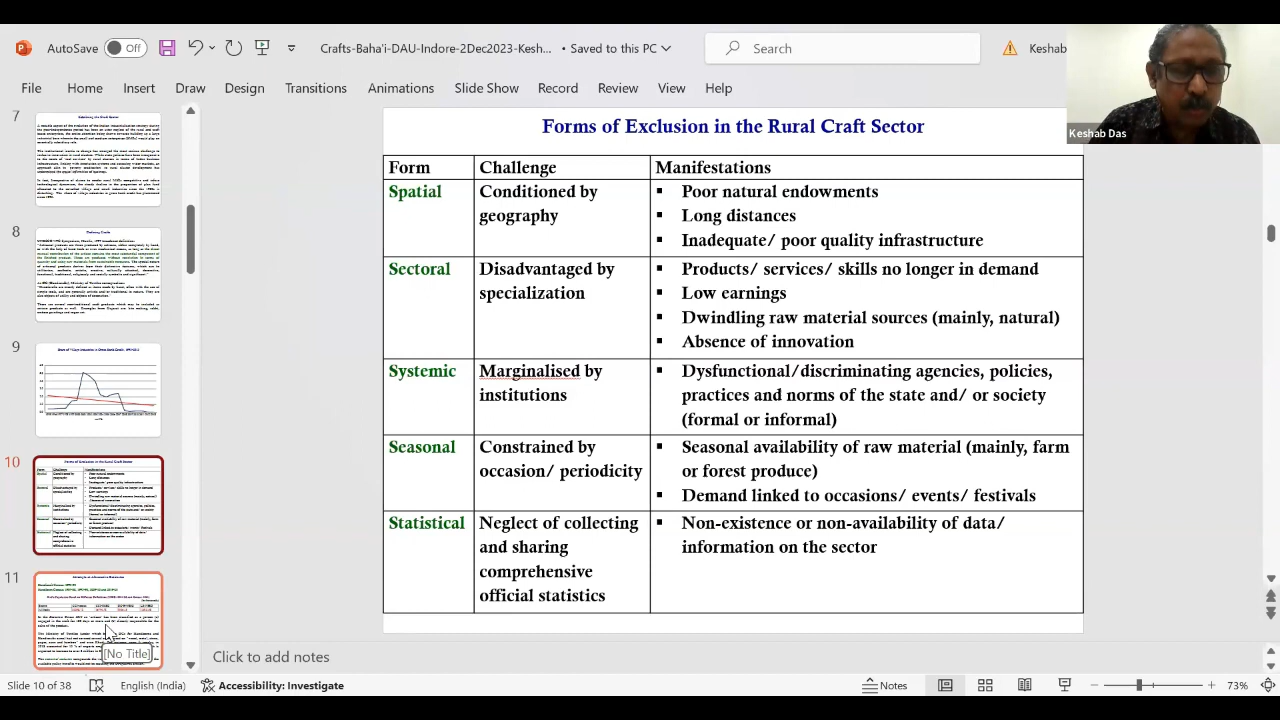 AutoSave Off Crafts-Baha'i-DAU-Indore-2Dec2023-Kesh... • Saved to this PC Search Keshab
File Home Insert Draw Design Transitions Animations Slide Show Record Review View Help
Keshab Das
7
8
9
10
11
[No Title]
Forms of Exclusion in the Rural Craft Sector
Form Challenge Manifestations
Spatial Conditioned by geography
Poor natural endowments
Long distances
Inadequate/ poor quality infrastructure
Sectoral Disadvantaged by specialization
Products/ services/ skills no longer in demand
Low earnings
Dwindling raw material sources (mainly, natural)
Absence of innovation
Systemic Marginalised by institutions
Dysfunctional/discriminating agencies, policies,
practices and norms of the state and/ or society
(formal or informal)
Seasonal Constrained by occasion/ periodicity
Seasonal availability of raw material (mainly, farm
or forest produce)
Demand linked to occasions/ events/ festivals
Statistical Neglect of collecting and sharing comprehensive official statistics
Non-existence or non-availability of data/
information on the sector
Click to add notes
Slide 10 of 38 English (India) Accessibility: Investigate Notes 73%